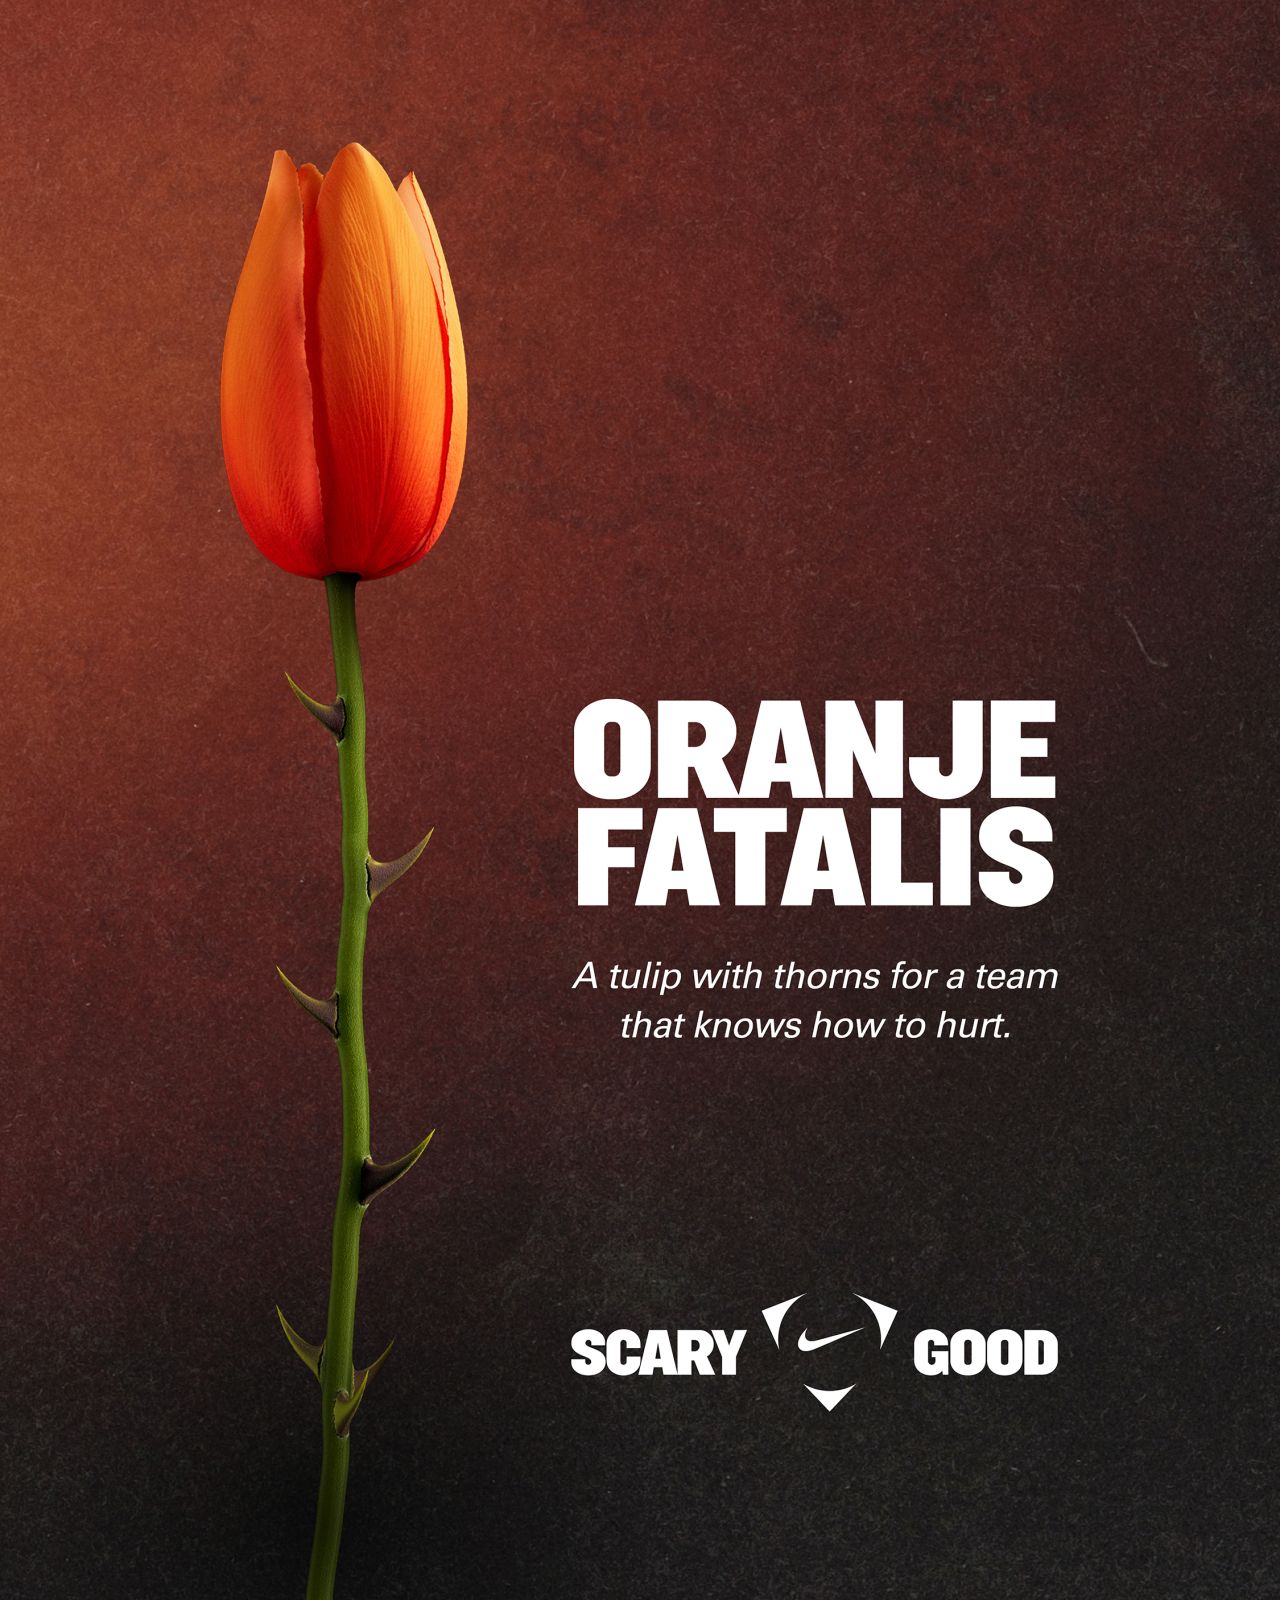 ORANJE
FATALIS
A tulip with thorns for a team
that knows how to hurt.
SCARY GOOD